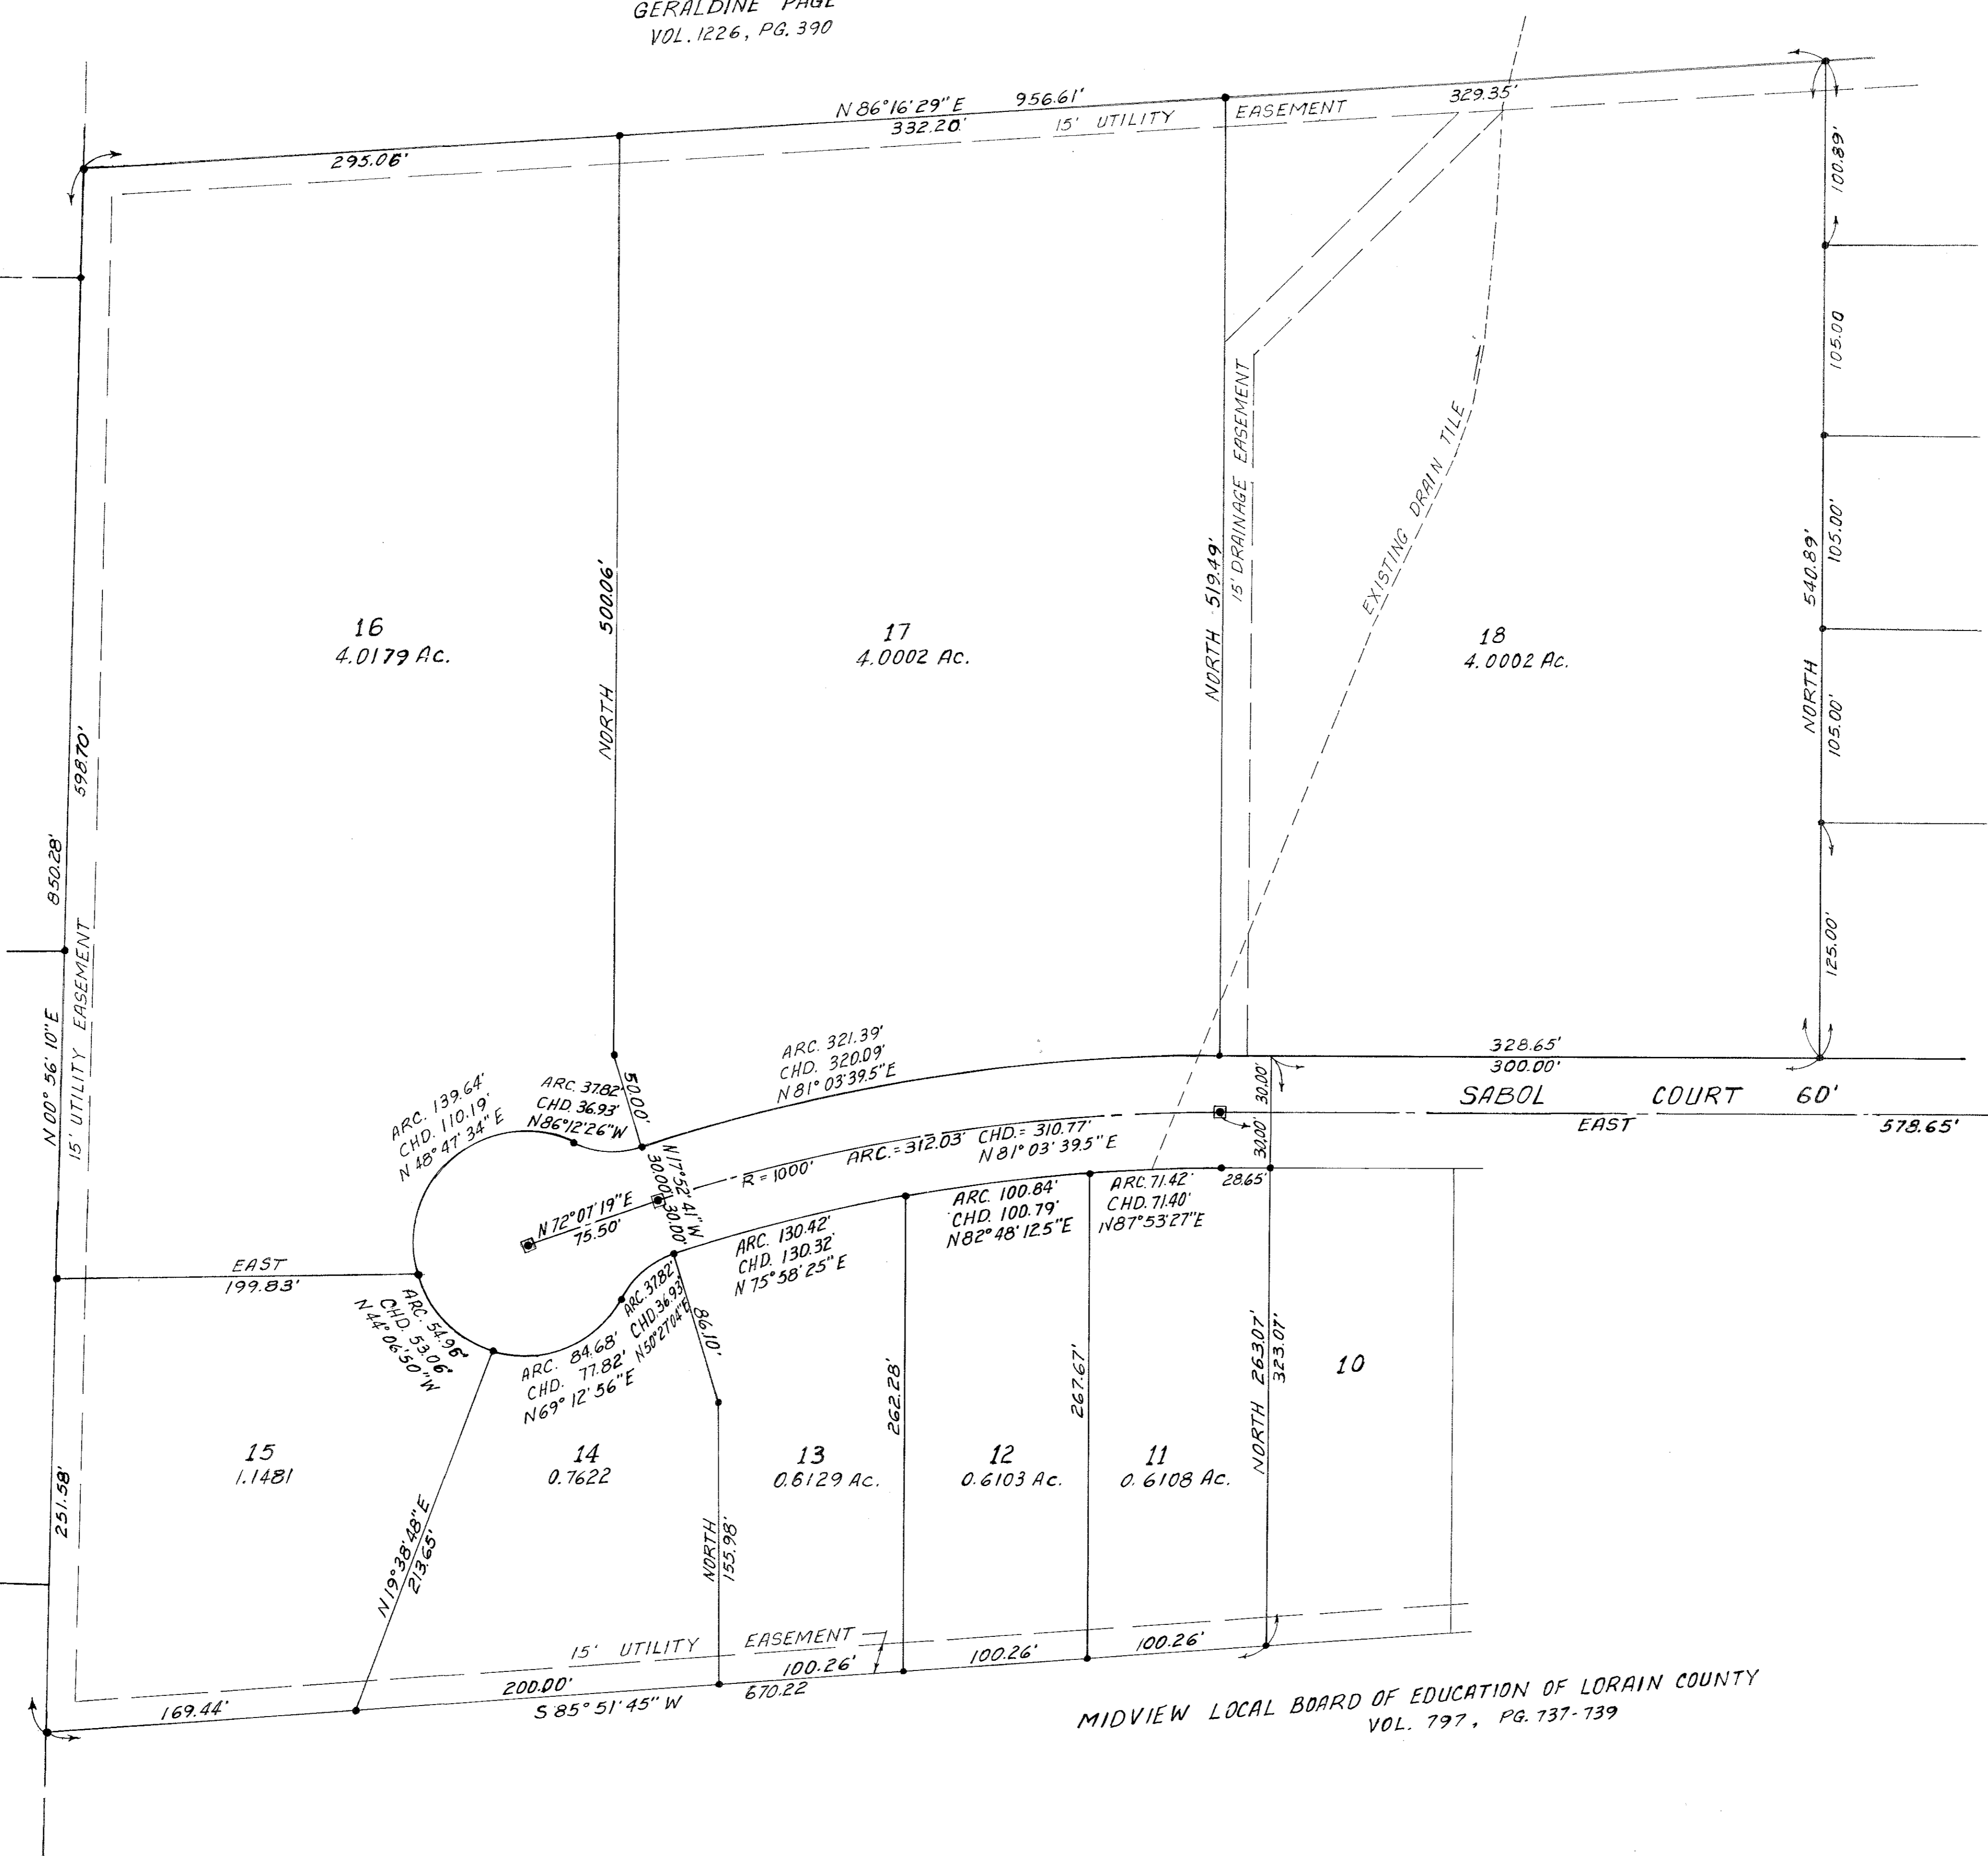 GERALDINE PAGE
VOL. 1226, PG. 390
N 86° 16' 29" E 956.61'
295.06'
332.20'
329.35'
15' UTILITY EASEMENT
100.89'
105.00
105.00'
105.00'
125.00'
NORTH 540.89'
16
4.0179 Ac.
NORTH 500.06'
17
4.0002 Ac.
NORTH 519.49'
15' DRAINAGE EASEMENT
EXISTING DRAIN TILE
18
4.0002 Ac.
598.70'
850.28'
N 00° 56' 10" E
15' UTILITY EASEMENT
251.58'
328.65'
300.00'
SABOL COURT 60'
EAST 578.65'
30.00'
30.00'
28.65'
ARC. 321.39'
CHD. 320.09'
N 81° 03' 39.5" E
ARC. = 312.03' CHD. = 310.77'
N 81° 03' 39.5" E
R = 1000'
50.00'
ARC. 37.82'
CHD. 36.93'
N 86° 12' 26" W
ARC. 139.64'
CHD. 110.19'
N 48° 47' 34" E
N 17° 52' 41" W
30.00'
30.00'
N 72° 07' 19" E
75.50'
EAST
199.83'
ARC. 54.96'
CHD. 53.06'
N 44° 06' 50" W
ARC. 84.68'
CHD. 77.82'
N 69° 12' 56" E
ARC. 37.82'
CHD. 36.93'
N 50° 27' 04" E
86.10'
ARC. 130.42'
CHD. 130.32'
N 75° 58' 25" E
ARC. 100.84'
CHD. 100.79'
N 82° 48' 12.5" E
ARC. 71.42'
CHD. 71.40'
N 87° 53' 27" E
262.28'
267.67'
NORTH 263.07'
323.07'
10
15
1.1481
14
0.7622
13
0.6129 Ac.
12
0.6103 Ac.
11
0.6108 Ac.
N 19° 38' 48" E
213.65'
NORTH
155.98'
15' UTILITY EASEMENT
169.44'
200.00'
100.26'
100.26'
100.26'
S 85° 51' 45" W 670.22
MIDVIEW LOCAL BOARD OF EDUCATION OF LORAIN COUNTY
VOL. 797, PG. 737-739